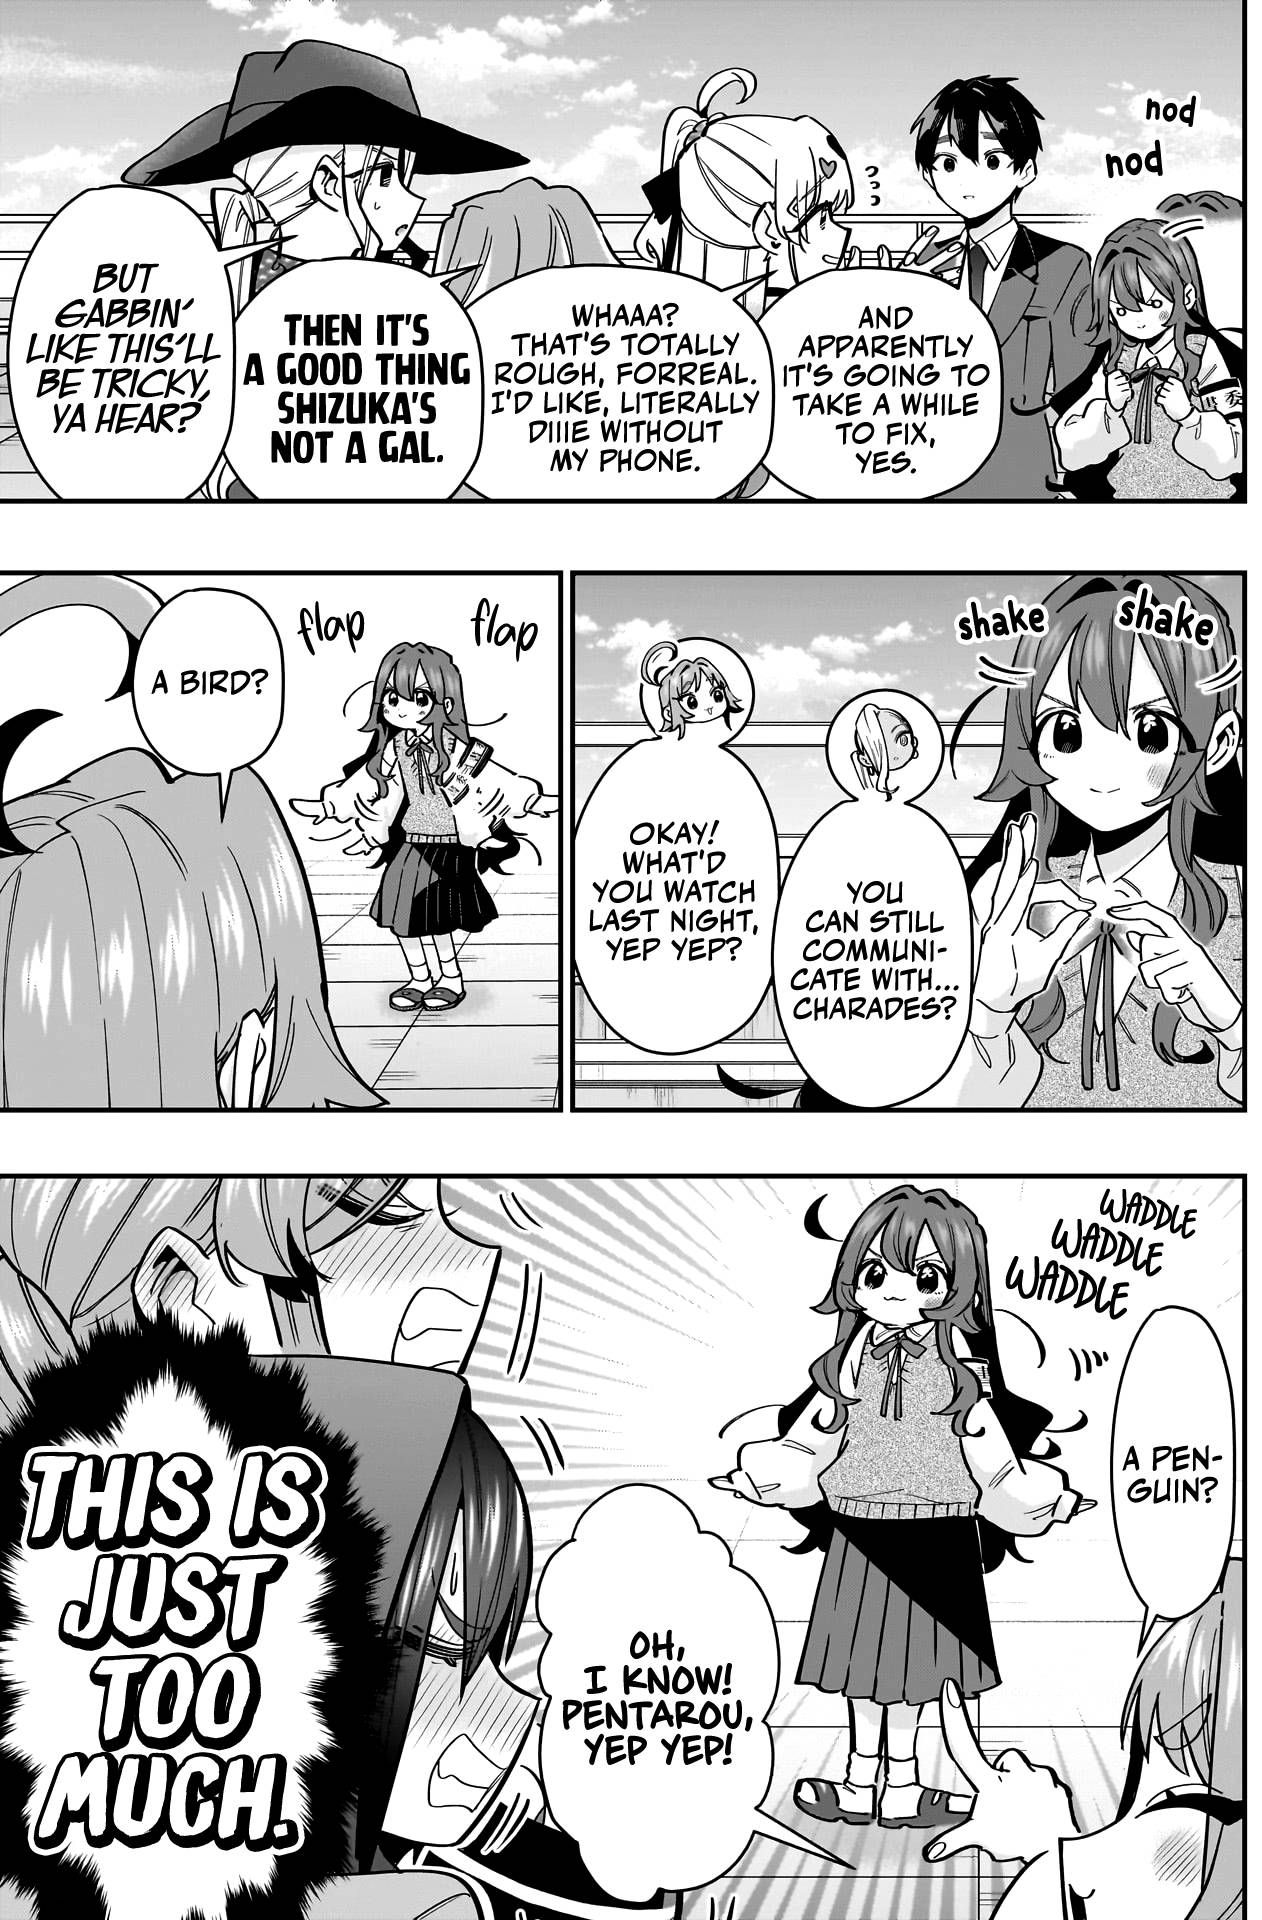 nod
nod
AND
APPARENTLY
IT'S GOING TO
TAKE A WHILE
TO FIX,
YES.
WHAAA?
THAT'S TOTALLY
ROUGH, FORREAL.
I'D LIKE, LITERALLY
DIIIE WITHOUT
MY PHONE.
THEN IT'S
A GOOD THING
SHIZUKA'S
NOT A GAL.
BUT
GABBIN'
LIKE THIS'LL
BE TRICKY,
YA HEAR?
shake
shake
YOU
CAN STILL
COMMUNI-
CATE WITH...
CHARADES?
OKAY!
WHAT'D
YOU WATCH
LAST NIGHT,
YEP YEP?
flap
flap
A BIRD?
WADDLE
WADDLE
WADDLE
A PEN-
GUIN?
OH,
I KNOW!
PENTAROU,
YEP YEP!
THIS IS
JUST
TOO
MUCH.